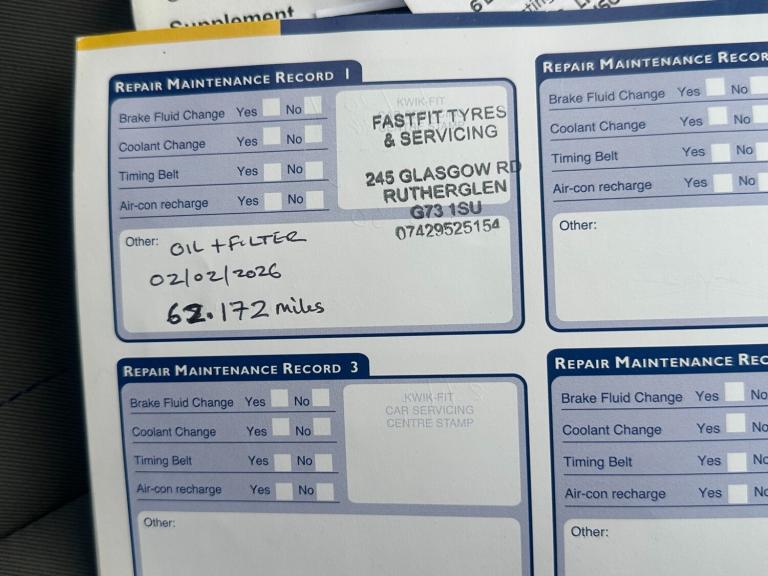 Supplement
REPAIR MAINTENANCE RECORD 1
Brake Fluid Change Yes No
Coolant Change Yes No
Timing Belt Yes No
Air-con recharge Yes No
KWIK-FIT
FASTFIT TYRES
& SERVICING
245 GLASGOW RD
RUTHERGLEN
G73 1SU
07429525154
Other: OIL + FILTER
02/02/2026
62.172 miles
REPAIR MAINTENANCE RECOR
Brake Fluid Change Yes No
Coolant Change Yes No
Timing Belt Yes No
Air-con recharge Yes No
Other:
REPAIR MAINTENANCE RECORD 3
Brake Fluid Change Yes No
Coolant Change Yes No
Timing Belt Yes No
Air-con recharge Yes No
KWIK-FIT
CAR SERVICING
CENTRE STAMP
Other:
REPAIR MAINTENANCE REC
Brake Fluid Change Yes No
Coolant Change Yes No
Timing Belt Yes No
Air-con recharge Yes No
Other: